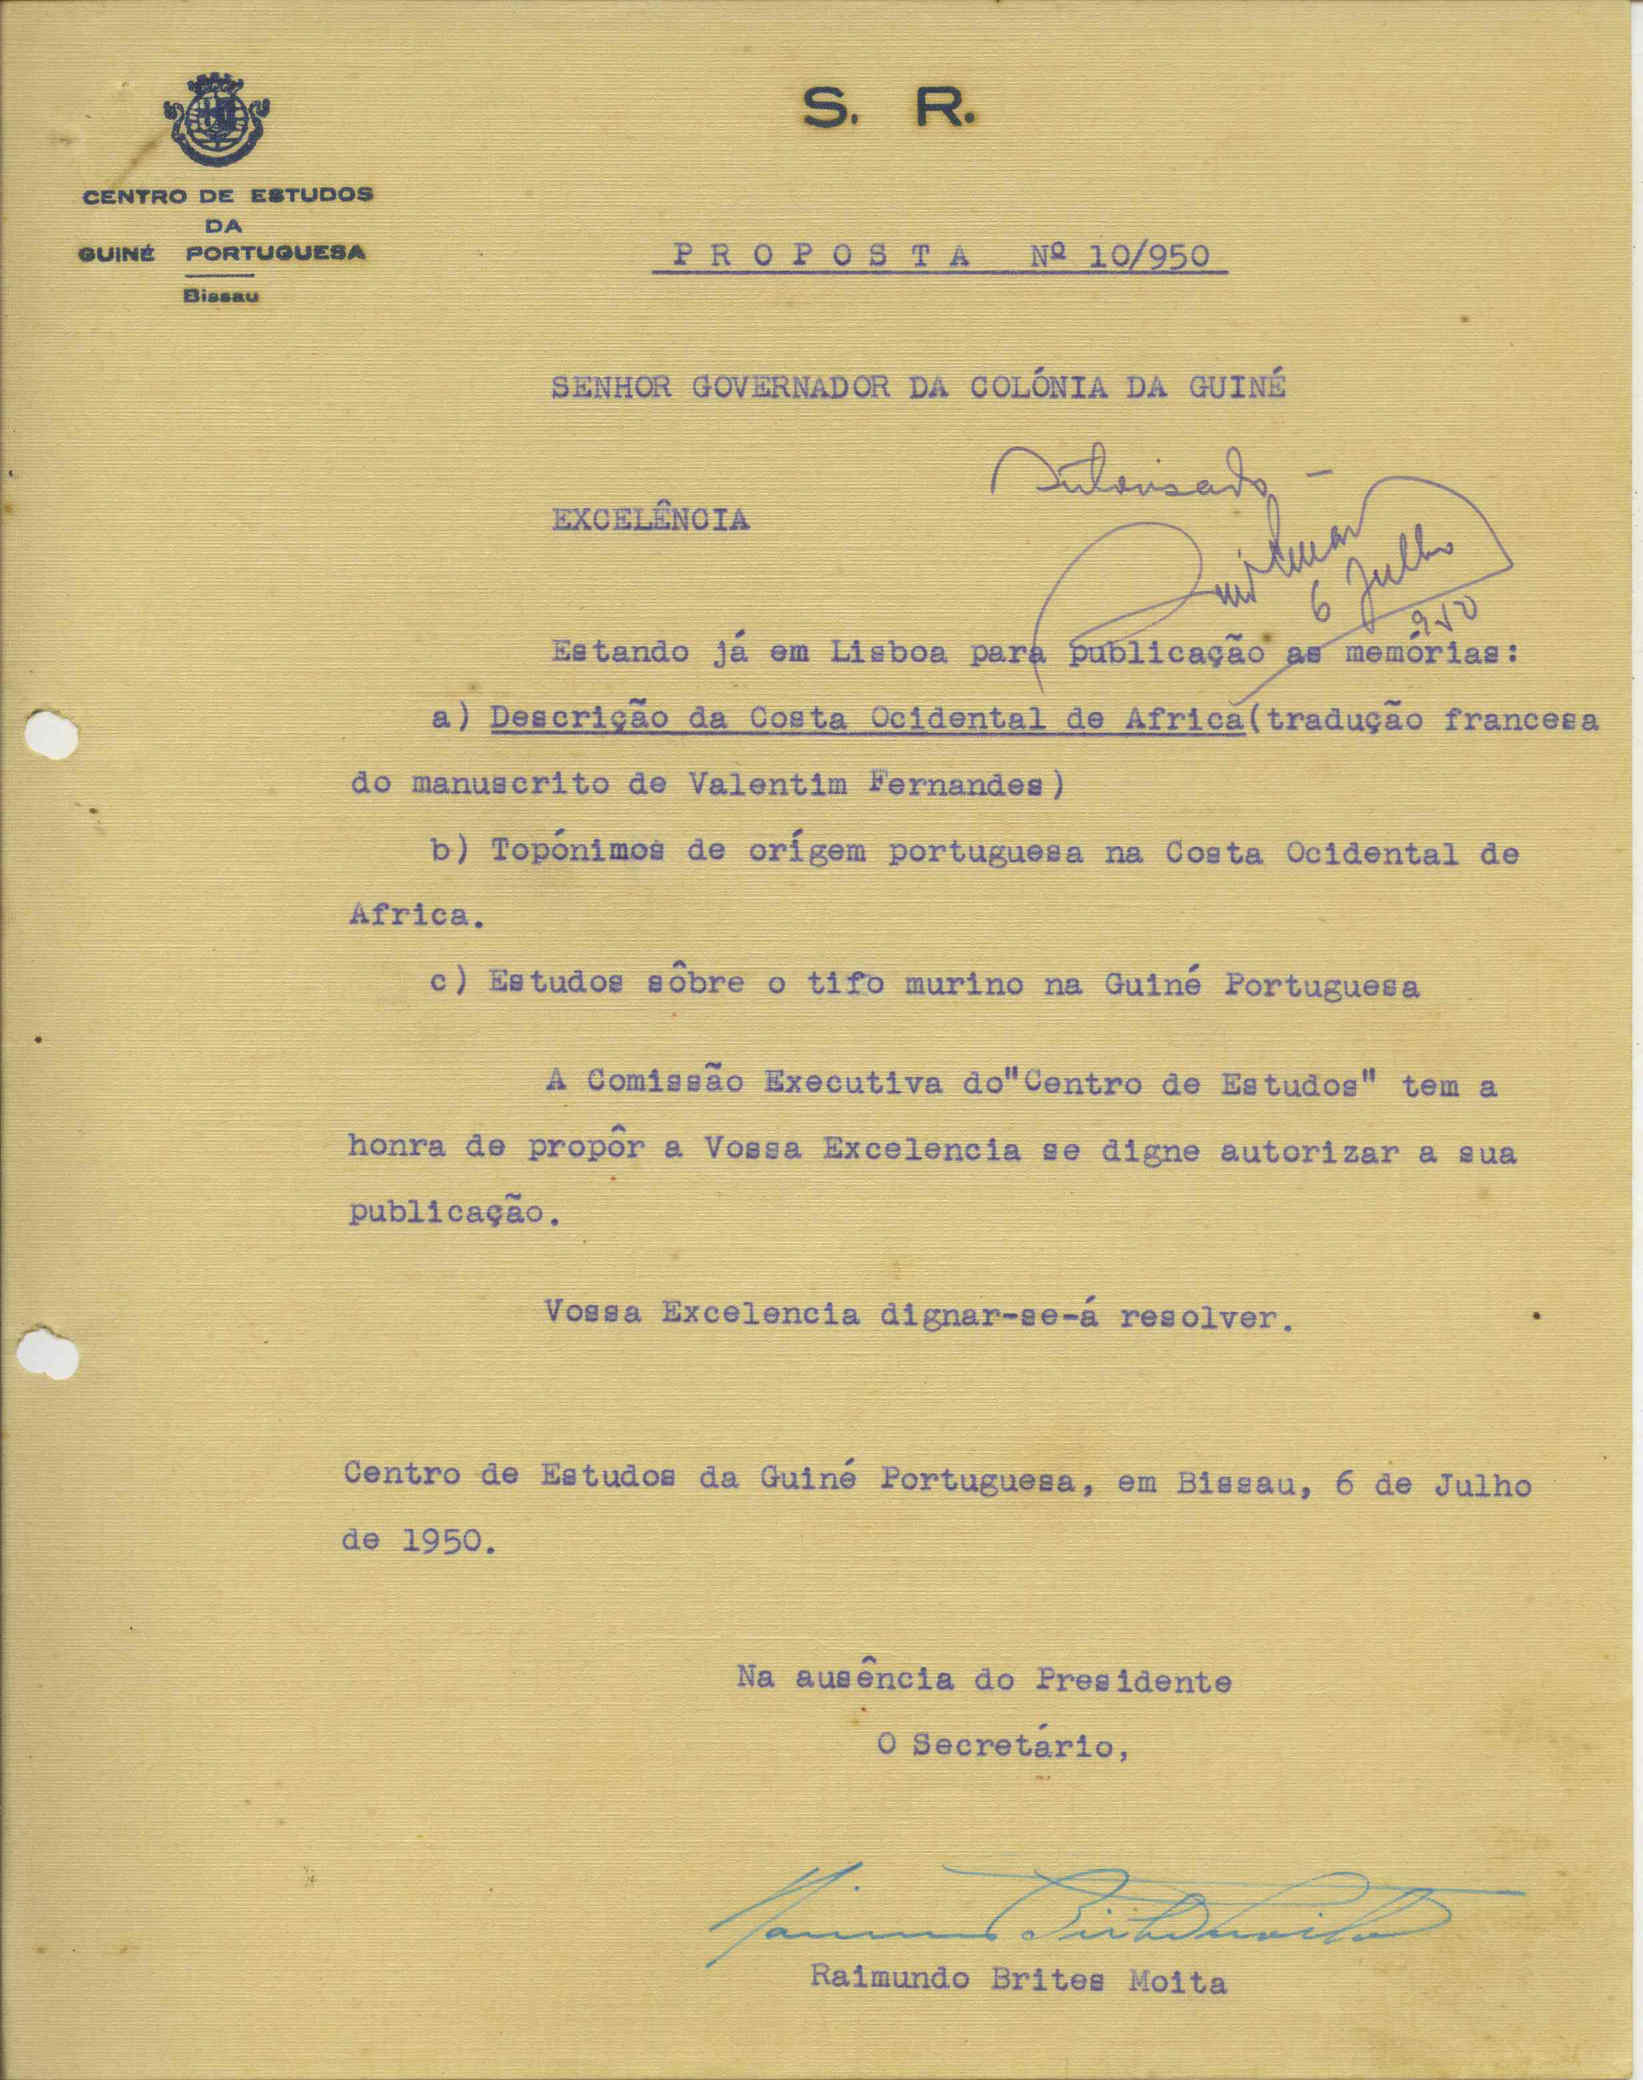 S. R.
CENTRO DE ESTUDOS
DA
GUINÉ PORTUGUESA
Bissau
PROPOSTA Nº 10/950
SENHOR GOVERNADOR DA COLÓNIA DA GUINÉ
Autorisado -
EXCELÊNCIA
6 Julho
950
Estando já em Lisboa para publicação as memórias:
a) Descrição da Costa Ocidental de Africa(tradução francesa
do manuscrito de Valentim Fernandes)
b) Topónimos de orígem portuguesa na Costa Ocidental de
Africa.
c) Estudos sôbre o tifo murino na Guiné Portuguesa
A Comissão Executiva do"Centro de Estudos" tem a
honra de propôr a Vossa Excelencia se digne autorizar a sua
publicação.
Vossa Excelencia dignar-se-á resolver.
Centro de Estudos da Guiné Portuguesa, em Bissau, 6 de Julho
de 1950.
Na ausência do Presidente
O Secretário,
Raimundo Brites Moita